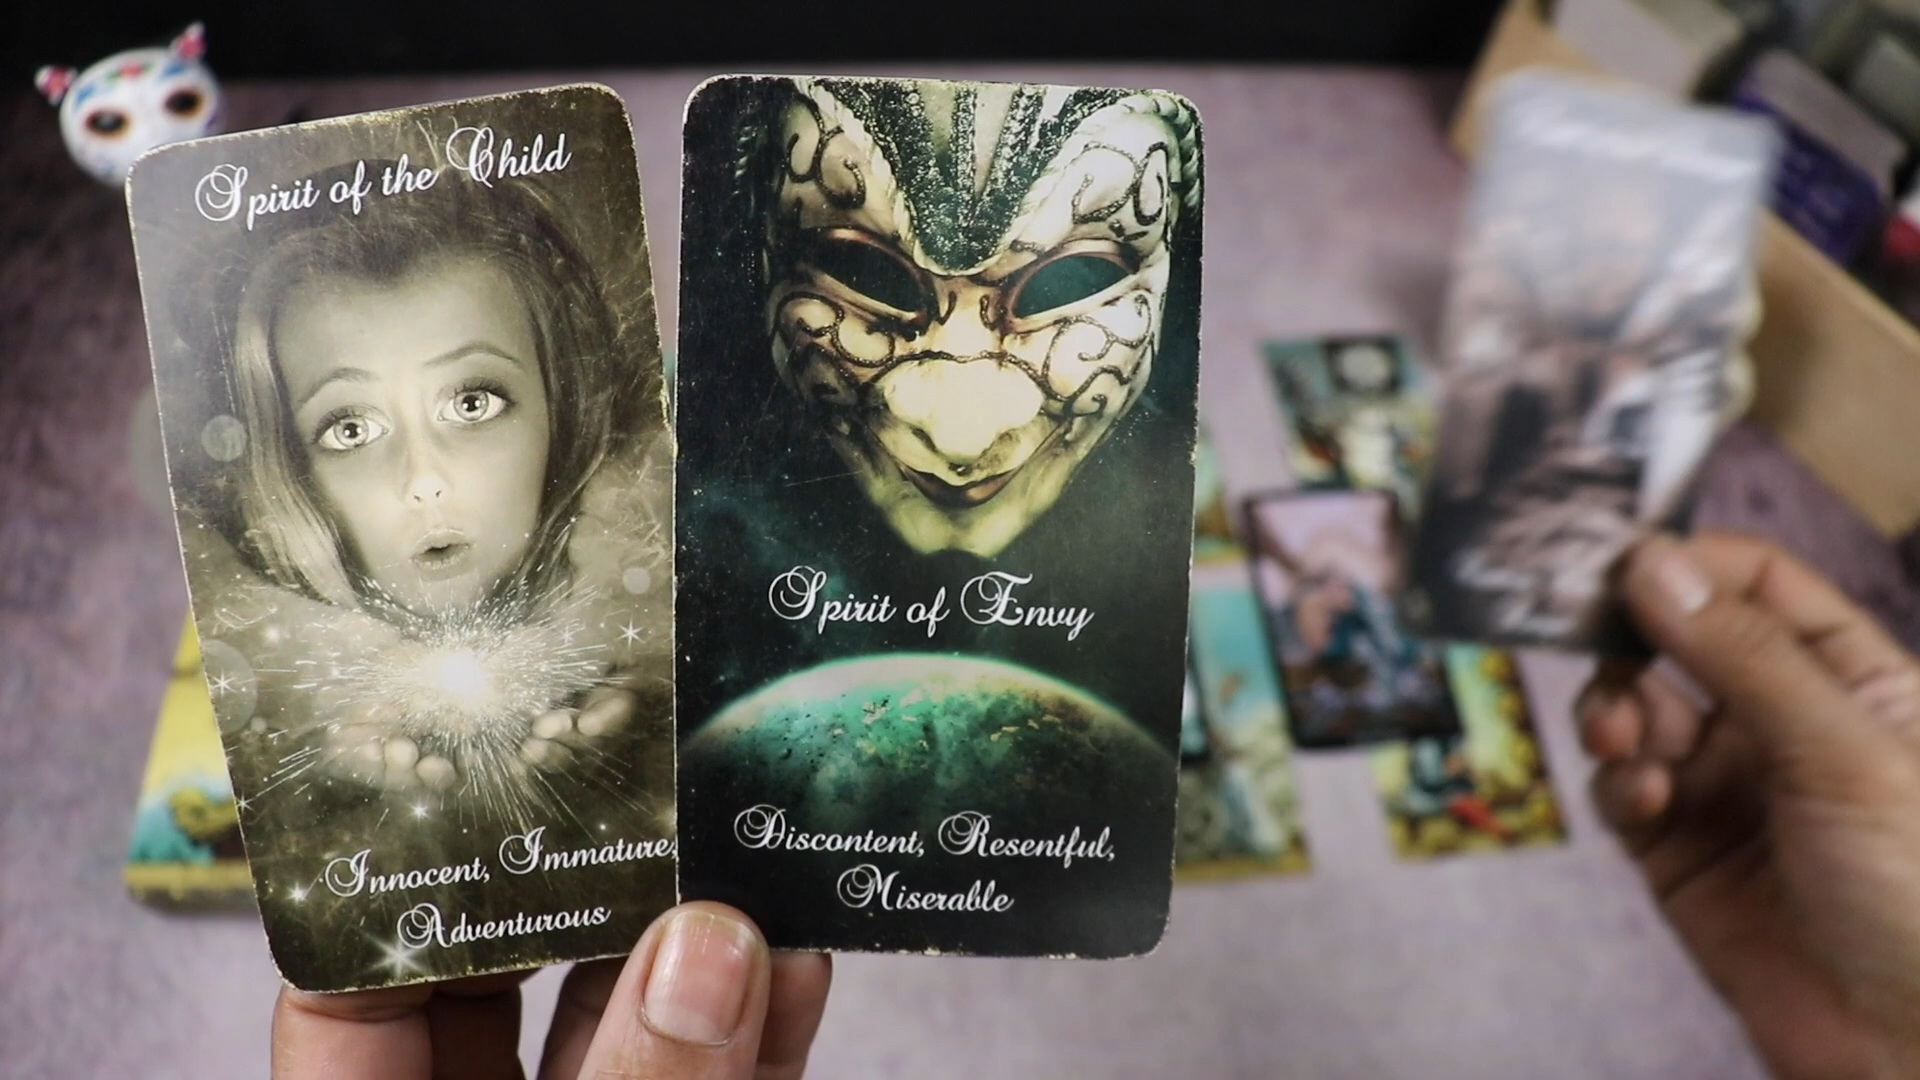 Spirit of the Child
Innocent, Immature,
Adventurous
Spirit of Envy
Discontent, Resentful,
Miserable